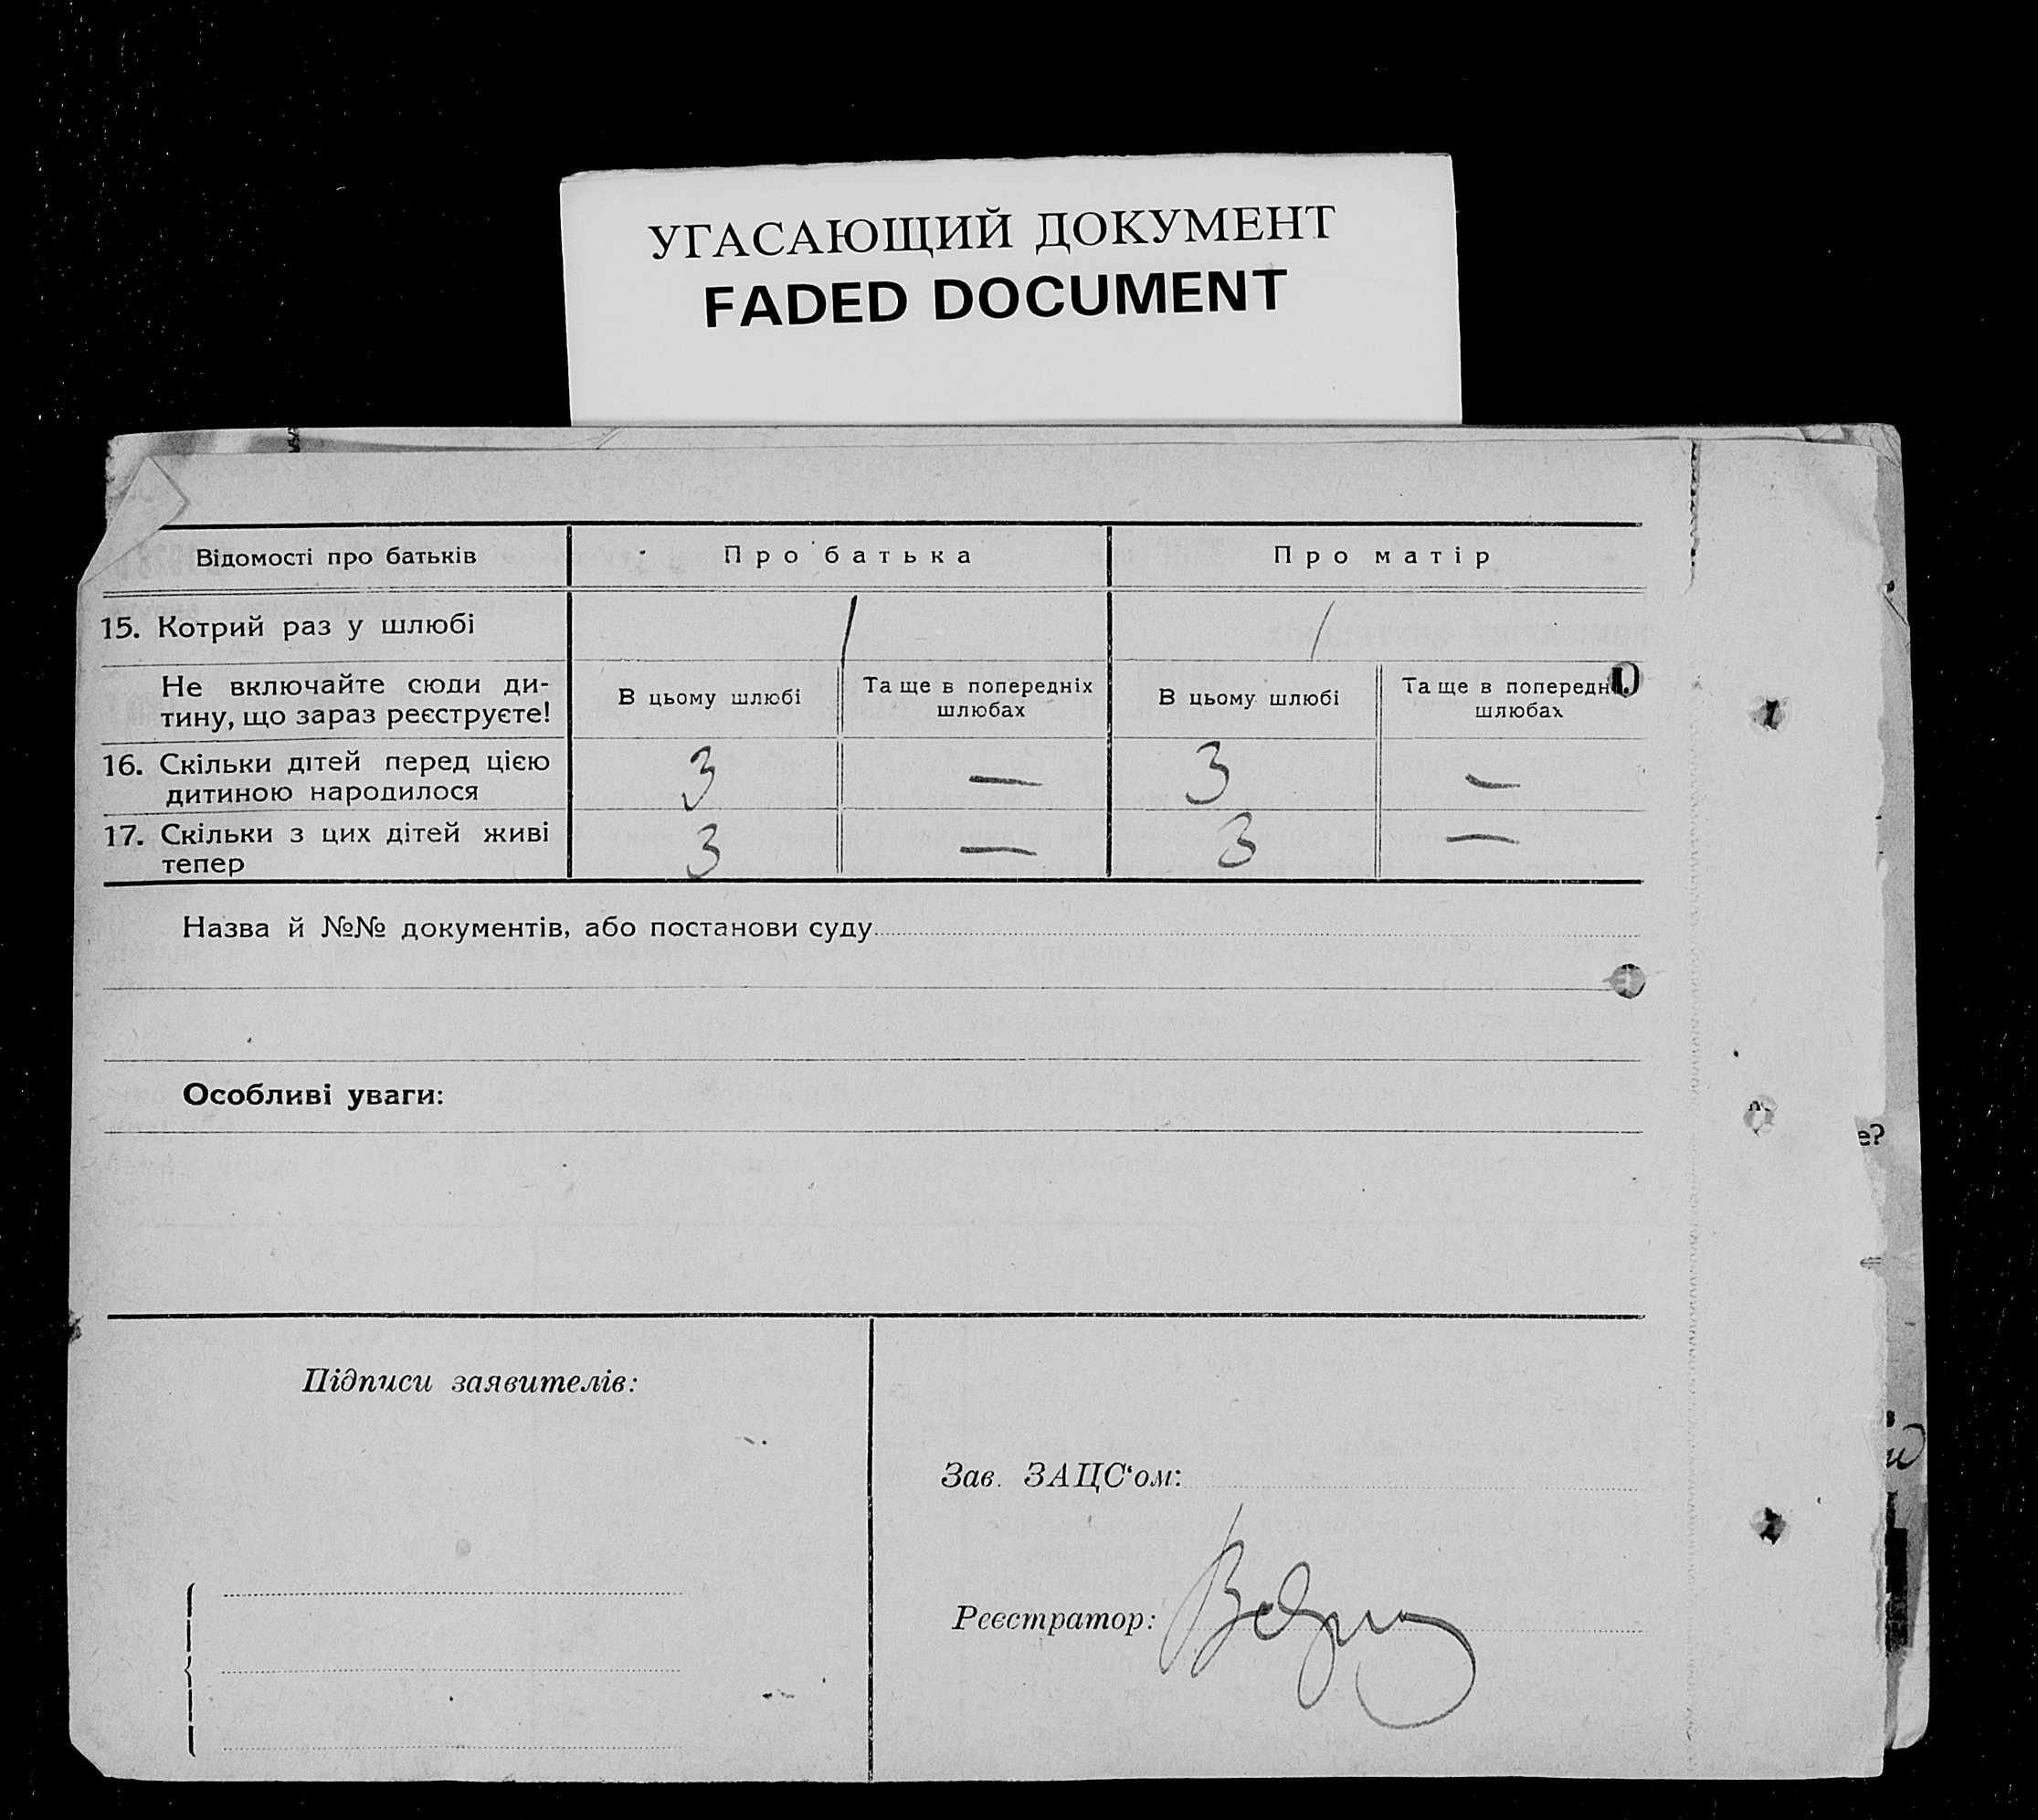 УГАСАЮЩИЙ ДОКУМЕНТ
FADED DOCUMENT
Відомості про батьків
Про батька
Про матір
15. Котрий раз у шлюбі
1
1
Не включайте сюди ди-
тину, що зараз реєструєте!
В цьому шлюбі
Та ще в попередніх
шлюбах
В цьому шлюбі
Та ще в попередн
шлюбах
16. Скільки дітей перед цією
дитиною народилося
3
—
3
—
17. Скільки з цих дітей живі
тепер
3
—
3
—
Назва й №№ документів, або постанови суду
Особливі уваги:
е?
Підписи заявителів:
Зав. ЗАЦС‘ом:
Реєстратор: